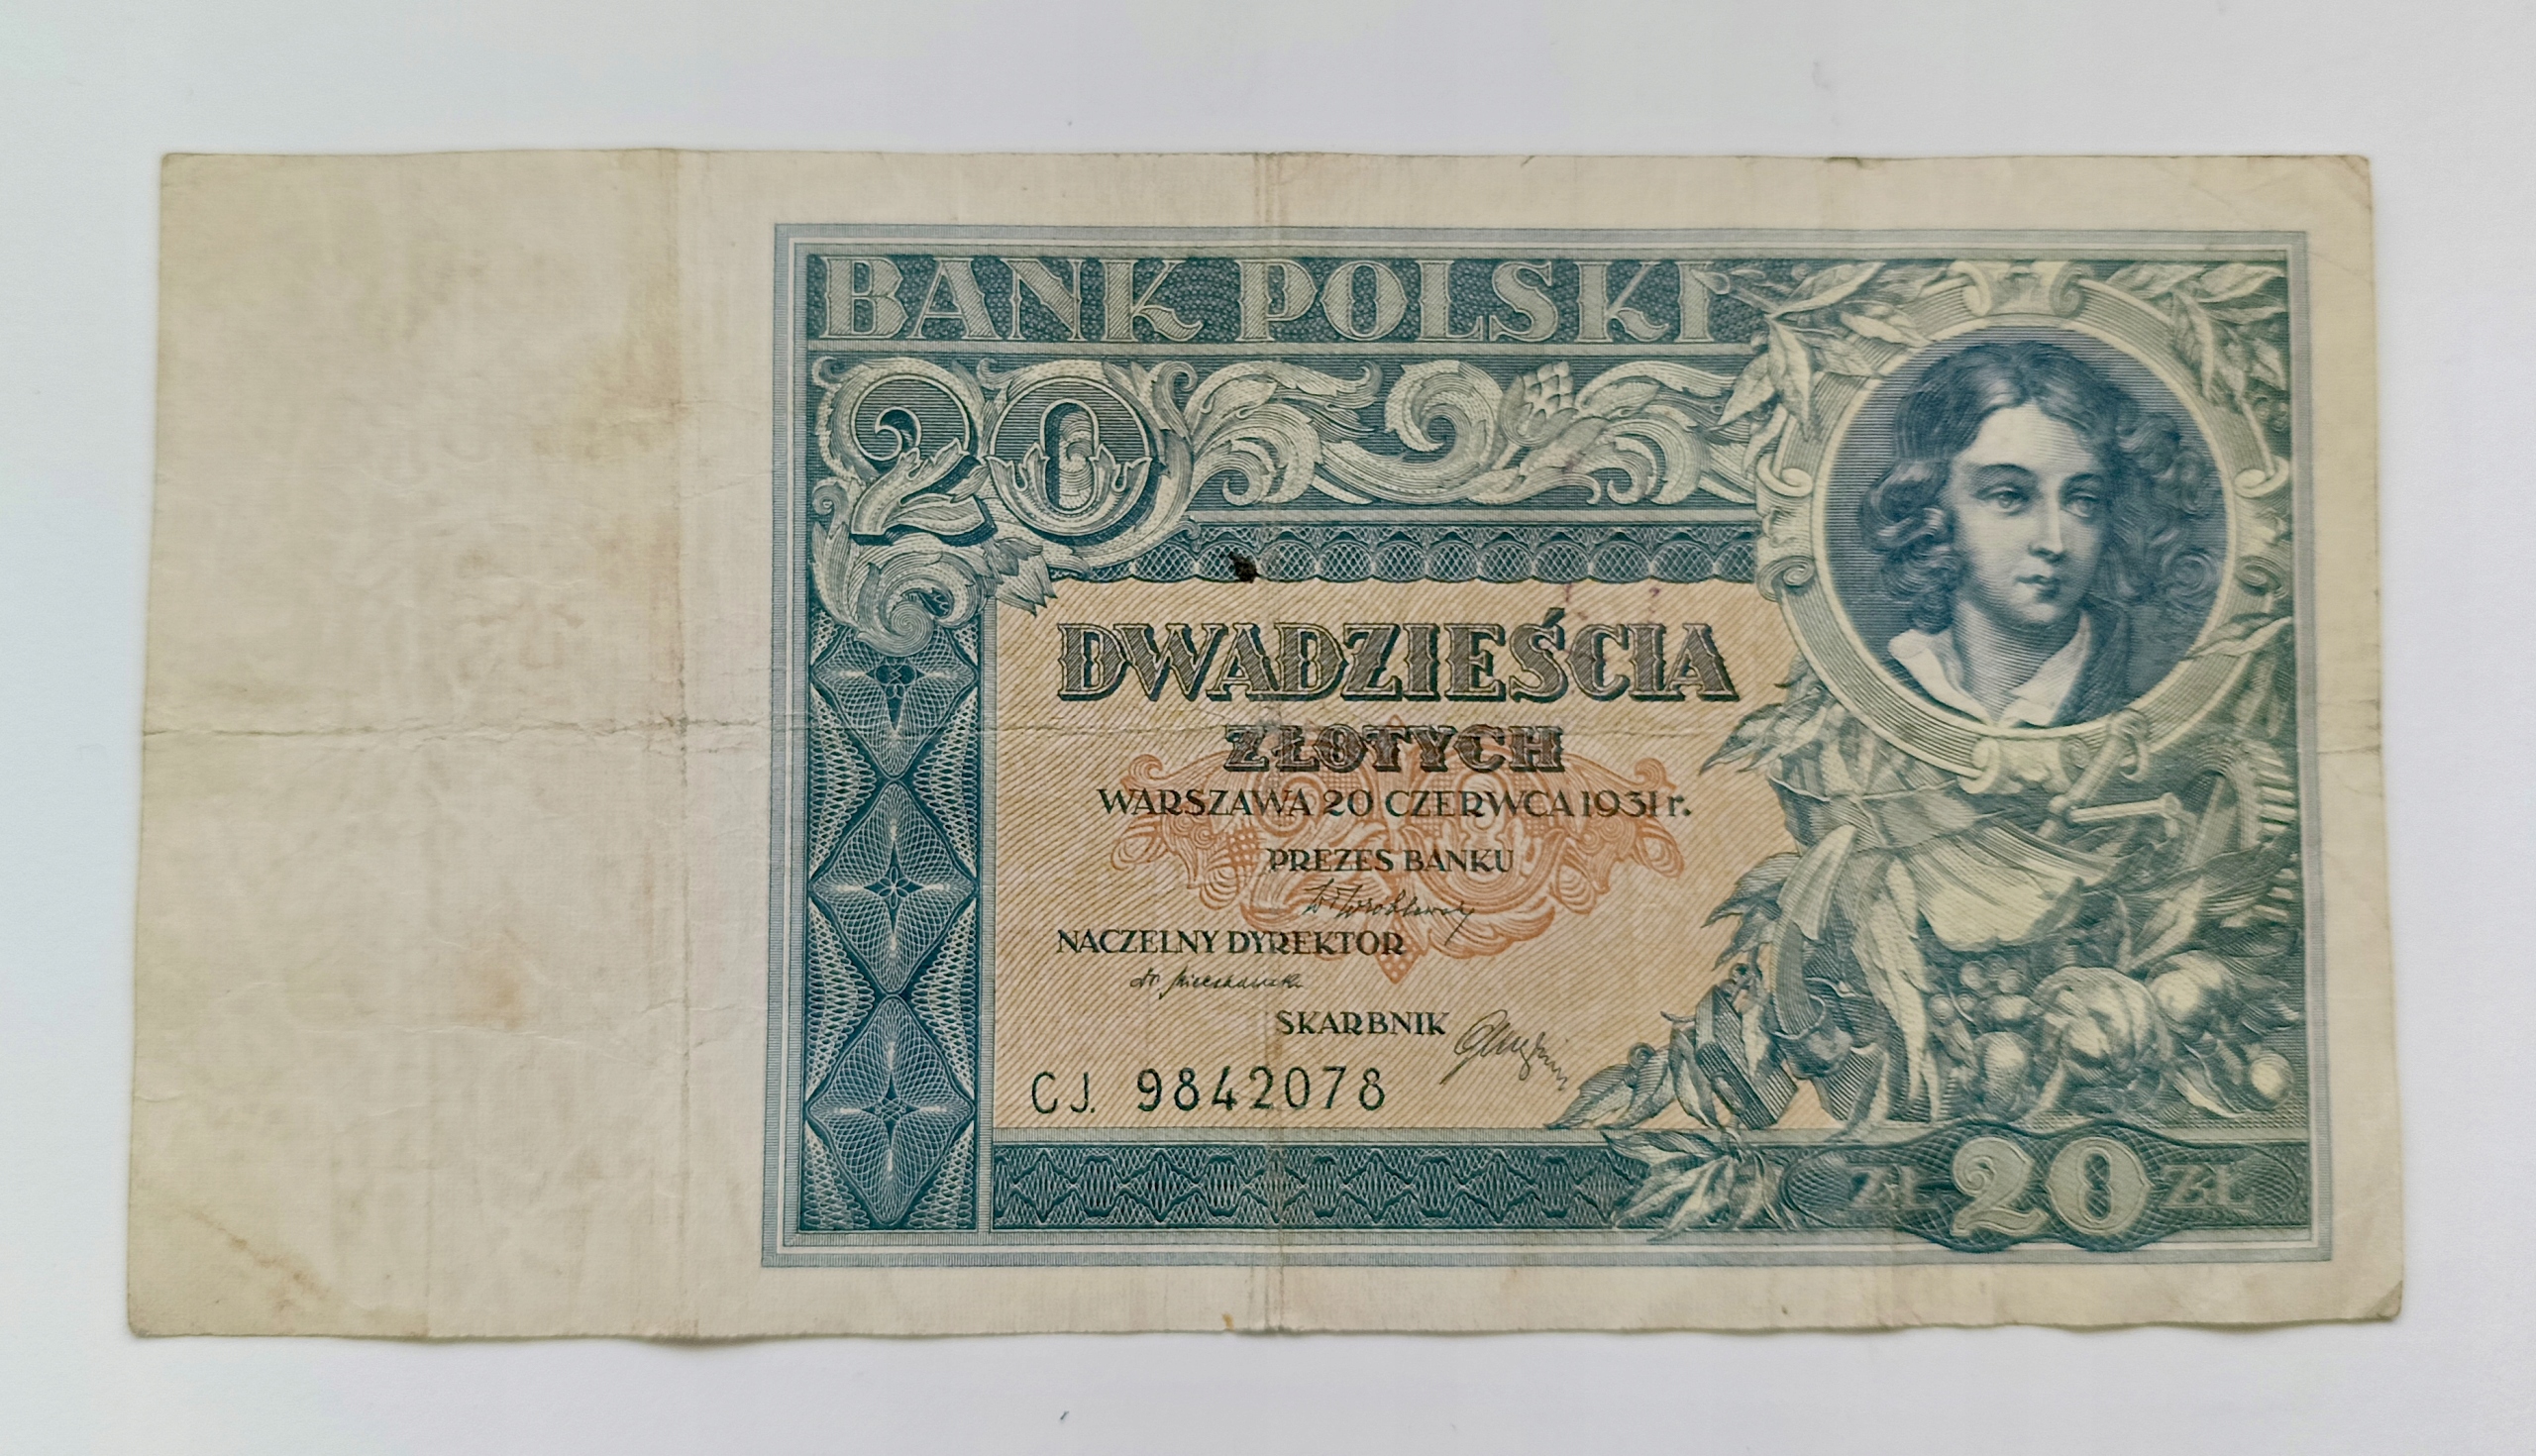 BANK POLSKI
20
DWADZIEŚCIA
ZŁOTYCH
WARSZAWA 20 CZERWCA 1931 r.
PREZES BANKU
NACZELNY DYREKTOR
SKARBNIK
CJ. 9842078
ZŁ 20 ZŁ